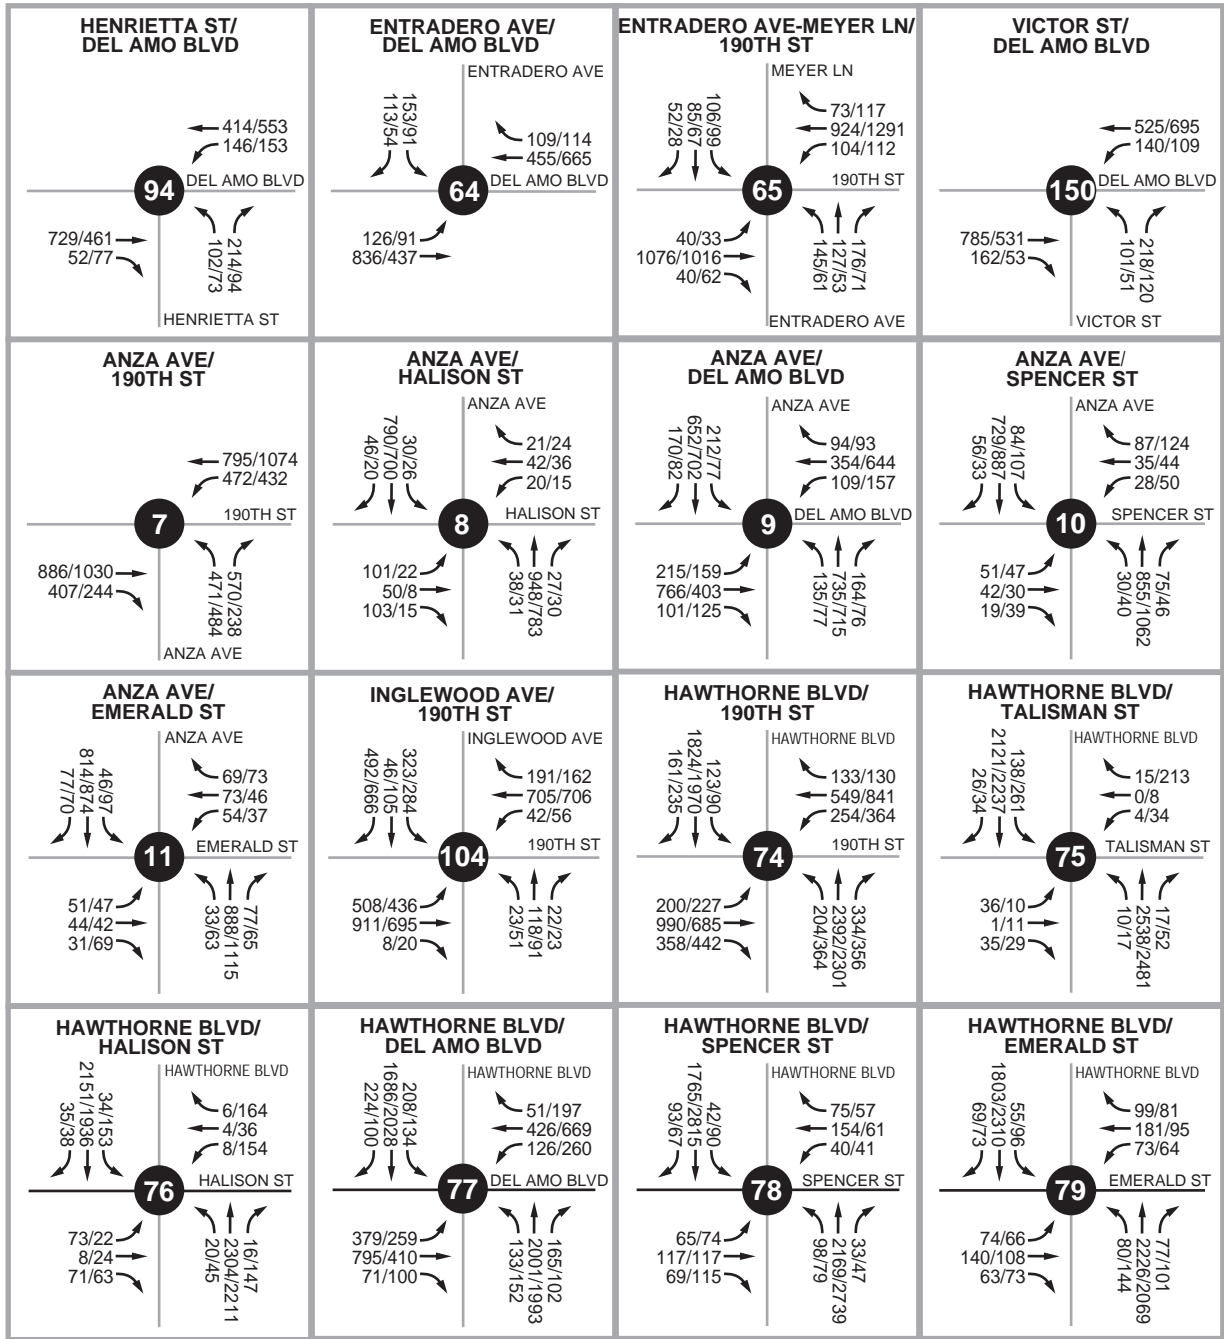 HENRIETTA ST/
DEL AMO BLVD
414/553
146/153
94
DEL AMO BLVD
729/461
52/77
102/73
214/94
HENRIETTA ST
ENTRADERO AVE/
DEL AMO BLVD
ENTRADERO AVE
113/54
153/91
109/114
455/665
64
DEL AMO BLVD
126/91
836/437
ENTRADERO AVE-MEYER LN/
190TH ST
MEYER LN
52/28
85/67
106/99
73/117
924/1291
104/112
65
190TH ST
40/33
1076/1016
40/62
145/61
127/53
176/71
ENTRADERO AVE
VICTOR ST/
DEL AMO BLVD
525/695
140/109
150
DEL AMO BLVD
785/531
162/53
101/51
218/120
VICTOR ST
ANZA AVE/
190TH ST
795/1074
472/432
7
190TH ST
886/1030
407/244
471/484
570/238
ANZA AVE
ANZA AVE/
HALISON ST
ANZA AVE
46/20
790/700
30/26
21/24
42/36
20/15
8
HALISON ST
101/22
50/8
103/15
38/31
948/783
27/30
ANZA AVE/
DEL AMO BLVD
ANZA AVE
170/82
652/702
212/77
94/93
354/644
109/157
9
DEL AMO BLVD
215/159
766/403
101/125
135/77
735/715
164/76
ANZA AVE/
SPENCER ST
ANZA AVE
56/33
729/887
84/107
87/124
35/44
28/50
10
SPENCER ST
51/47
42/30
19/39
30/40
855/1062
75/46
ANZA AVE/
EMERALD ST
ANZA AVE
77/70
814/874
46/97
69/73
73/46
54/37
11
EMERALD ST
51/47
44/42
31/69
33/63
888/1115
77/65
INGLEWOOD AVE/
190TH ST
INGLEWOOD AVE
492/666
46/105
323/284
191/162
705/706
42/56
104
190TH ST
508/436
911/695
8/20
23/51
118/91
22/23
HAWTHORNE BLVD/
190TH ST
HAWTHORNE BLVD
161/235
1824/1970
123/90
133/130
549/841
254/364
74
190TH ST
200/227
990/685
358/442
204/364
2392/2301
334/356
HAWTHORNE BLVD/
TALISMAN ST
HAWTHORNE BLVD
26/34
2121/2237
138/261
15/213
0/8
4/34
75
TALISMAN ST
36/10
1/11
35/29
10/17
2538/2481
17/52
HAWTHORNE BLVD/
HALISON ST
HAWTHORNE BLVD
35/38
2151/1936
34/153
6/164
4/36
8/154
76
HALISON ST
73/22
8/24
71/63
20/45
2304/2211
16/147
HAWTHORNE BLVD/
DEL AMO BLVD
HAWTHORNE BLVD
224/100
1686/2028
208/134
51/197
426/669
126/260
77
DEL AMO BLVD
379/259
795/410
71/100
133/152
2001/1993
165/102
HAWTHORNE BLVD/
SPENCER ST
HAWTHORNE BLVD
93/67
1765/2815
42/90
75/57
154/61
40/41
78
SPENCER ST
65/74
117/117
69/115
98/79
2169/2739
33/47
HAWTHORNE BLVD/
EMERALD ST
HAWTHORNE BLVD
69/73
1803/2310
55/96
99/81
181/95
73/64
79
EMERALD ST
74/66
140/108
63/73
80/144
2226/2069
77/101